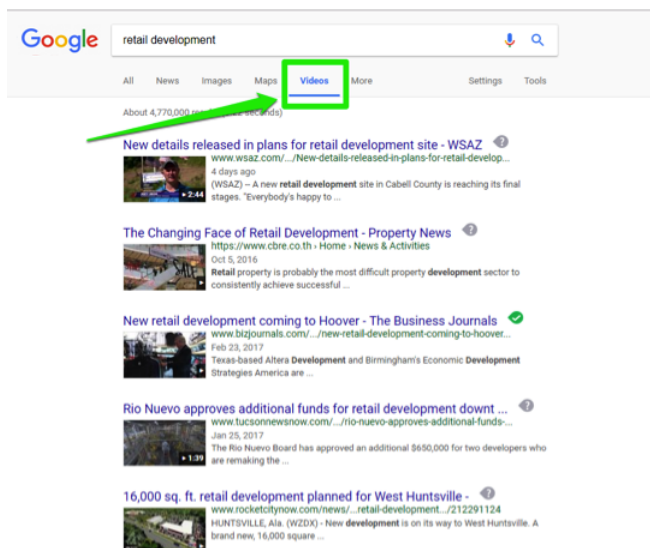 Google retail development
All News Images Maps Videos More Settings Tools
About 4,770,000 seconds)
New details released in plans for retail development site - WSAZ
www.wsaz.com/.../New-details-released-in-plans-for-retail-develop...
4 days ago
2:44 (WSAZ) -- A new retail development site in Cabell County is reaching its final
stages. "Everybody's happy to ...
The Changing Face of Retail Development - Property News
https://www.cbre.co.th › Home › News & Activities
Oct 5, 2016
Retail property is probably the most difficult property development sector to
consistently achieve successful ...
New retail development coming to Hoover - The Business Journals
www.bizjournals.com/.../new-retail-development-coming-to-hoover...
Feb 23, 2017
Texas-based Altera Development and Birmingham's Economic Development
Strategies America are ...
Rio Nuevo approves additional funds for retail development downt ...
www.tucsonnewsnow.com/.../rio-nuevo-approves-additional-funds-...
Jan 25, 2017
The Rio Nuevo Board has approved an additional $650,000 for two developers who
1:39 are remaking the ...
16,000 sq. ft. retail development planned for West Huntsville -
www.rocketcitynow.com/news/...retail-development.../212291124
HUNTSVILLE, Ala. (WZDX) - New development is on its way to West Huntsville. A
brand new, 16,000 square ...